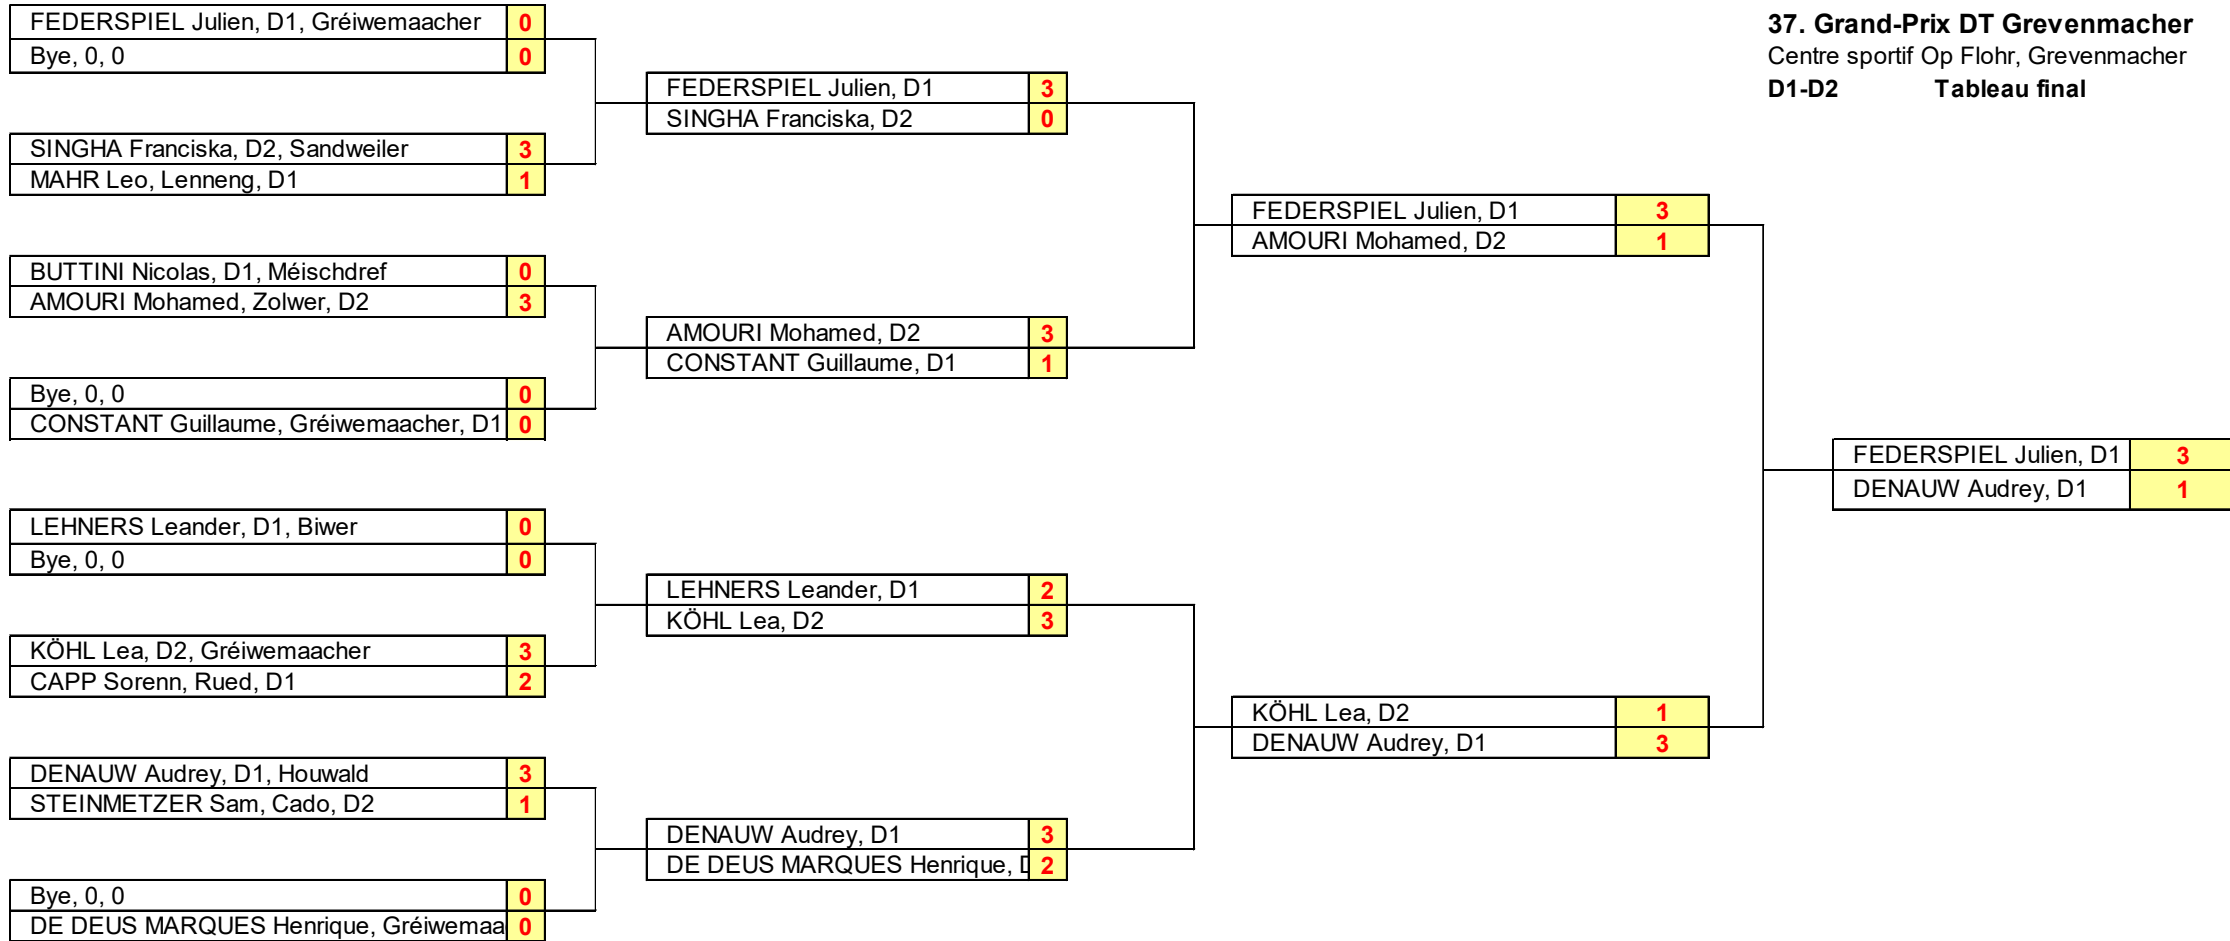 37. Grand-Prix DT Grevenmacher
Centre sportif Op Flohr, Grevenmacher
D1-D2 Tableau final
FEDERSPIEL Julien, D1, Gréiwemaacher 0
Bye, 0, 0 0
SINGHA Franciska, D2, Sandweiler 3
MAHR Leo, Lenneng, D1 1
BUTTINI Nicolas, D1, Méischdref 0
AMOURI Mohamed, Zolwer, D2 3
Bye, 0, 0 0
CONSTANT Guillaume, Gréiwemaacher, D1 0
LEHNERS Leander, D1, Biwer 0
Bye, 0, 0 0
KÖHL Lea, D2, Gréiwemaacher 3
CAPP Sorenn, Rued, D1 2
DENAUW Audrey, D1, Houwald 3
STEINMETZER Sam, Cado, D2 1
Bye, 0, 0 0
DE DEUS MARQUES Henrique, Gréiwemaa 0
FEDERSPIEL Julien, D1 3
SINGHA Franciska, D2 0
AMOURI Mohamed, D2 3
CONSTANT Guillaume, D1 1
LEHNERS Leander, D1 2
KÖHL Lea, D2 3
DENAUW Audrey, D1 3
DE DEUS MARQUES Henrique, 2
FEDERSPIEL Julien, D1 3
AMOURI Mohamed, D2 1
KÖHL Lea, D2 1
DENAUW Audrey, D1 3
FEDERSPIEL Julien, D1 3
DENAUW Audrey, D1 1